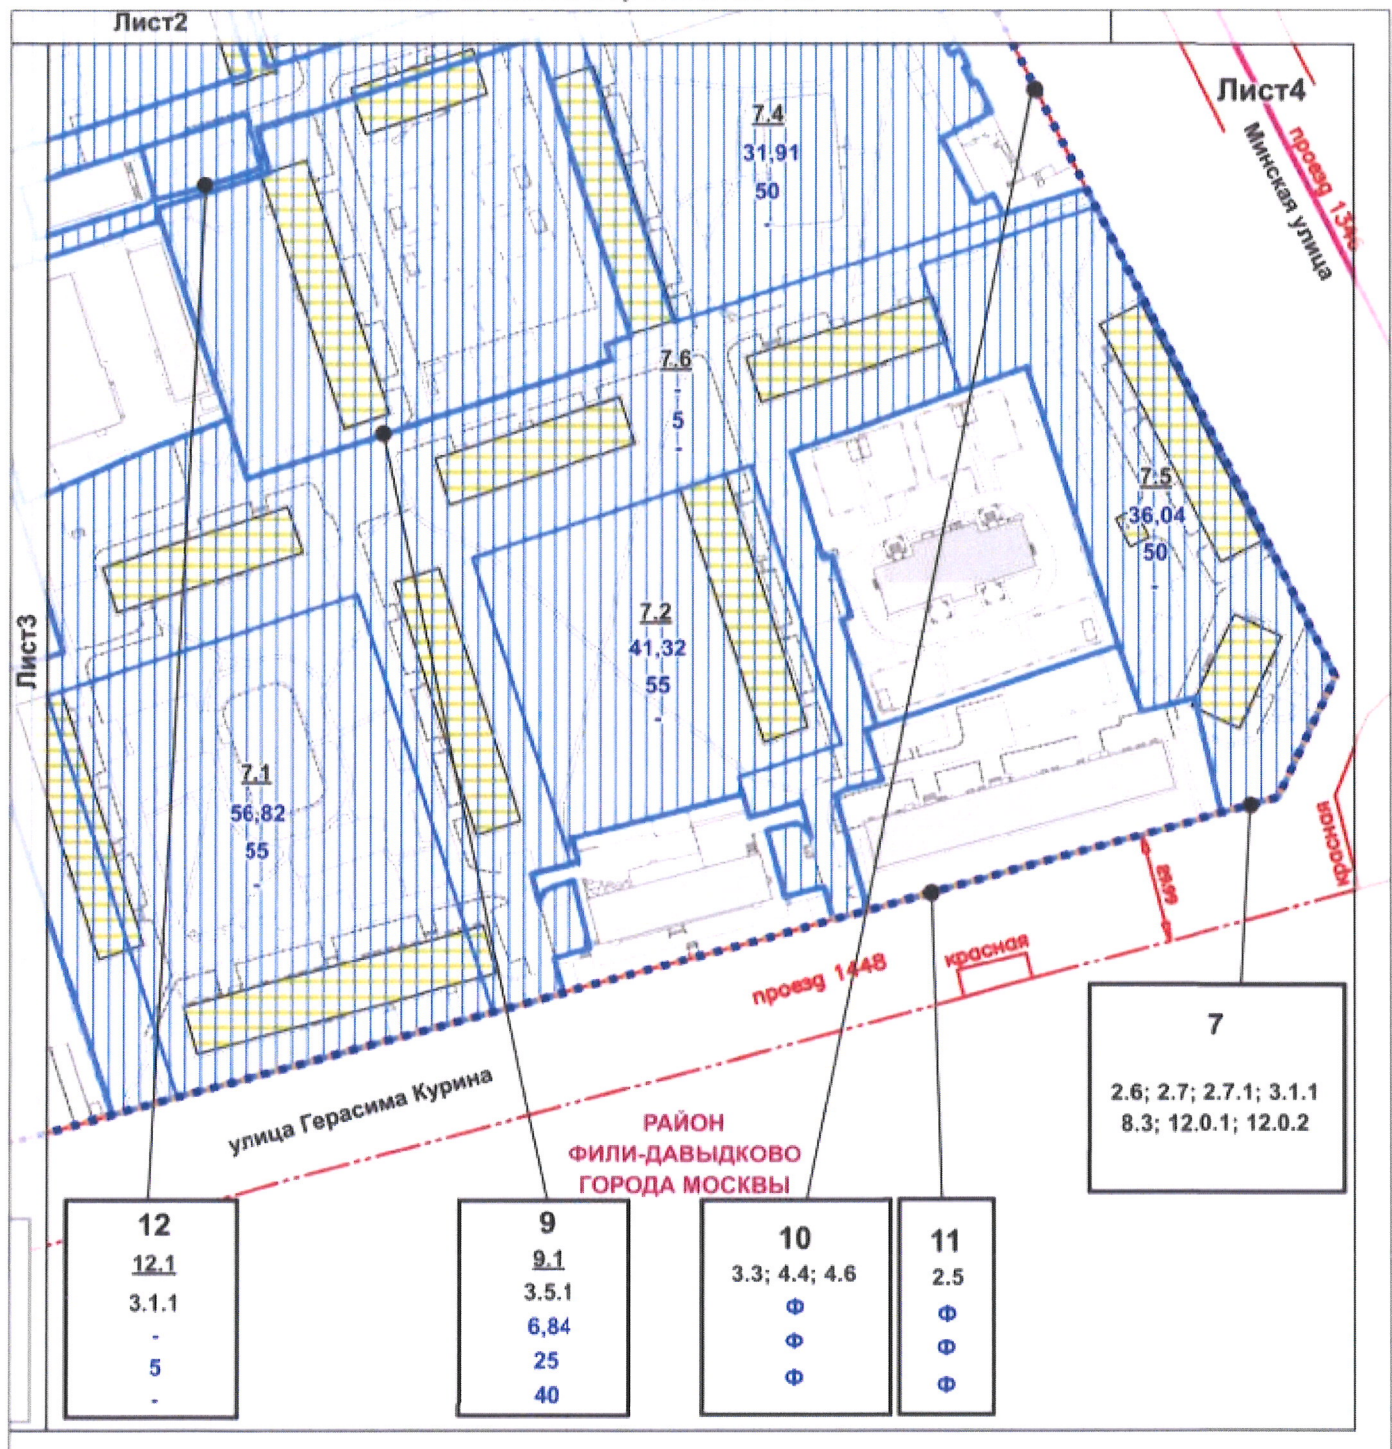 Лист2
Лист4
Минская улица
проезд 1346
7.4
31,91
50
-
7.6
-
5
-
7.5
36,04
50
-
7.2
41,32
55
-
Лист3
7.1
56,82
55
-
красная
проезд 1448
красная
улица Герасима Курина
РАЙОН
ФИЛИ-ДАВЫДКОВО
ГОРОДА МОСКВЫ
7
2.6; 2.7; 2.7.1; 3.1.1
8.3; 12.0.1; 12.0.2
12
12.1
3.1.1
-
5
-
9
9.1
3.5.1
6,84
25
40
10
3.3; 4.4; 4.6
Ф
Ф
Ф
11
2.5
Ф
Ф
Ф